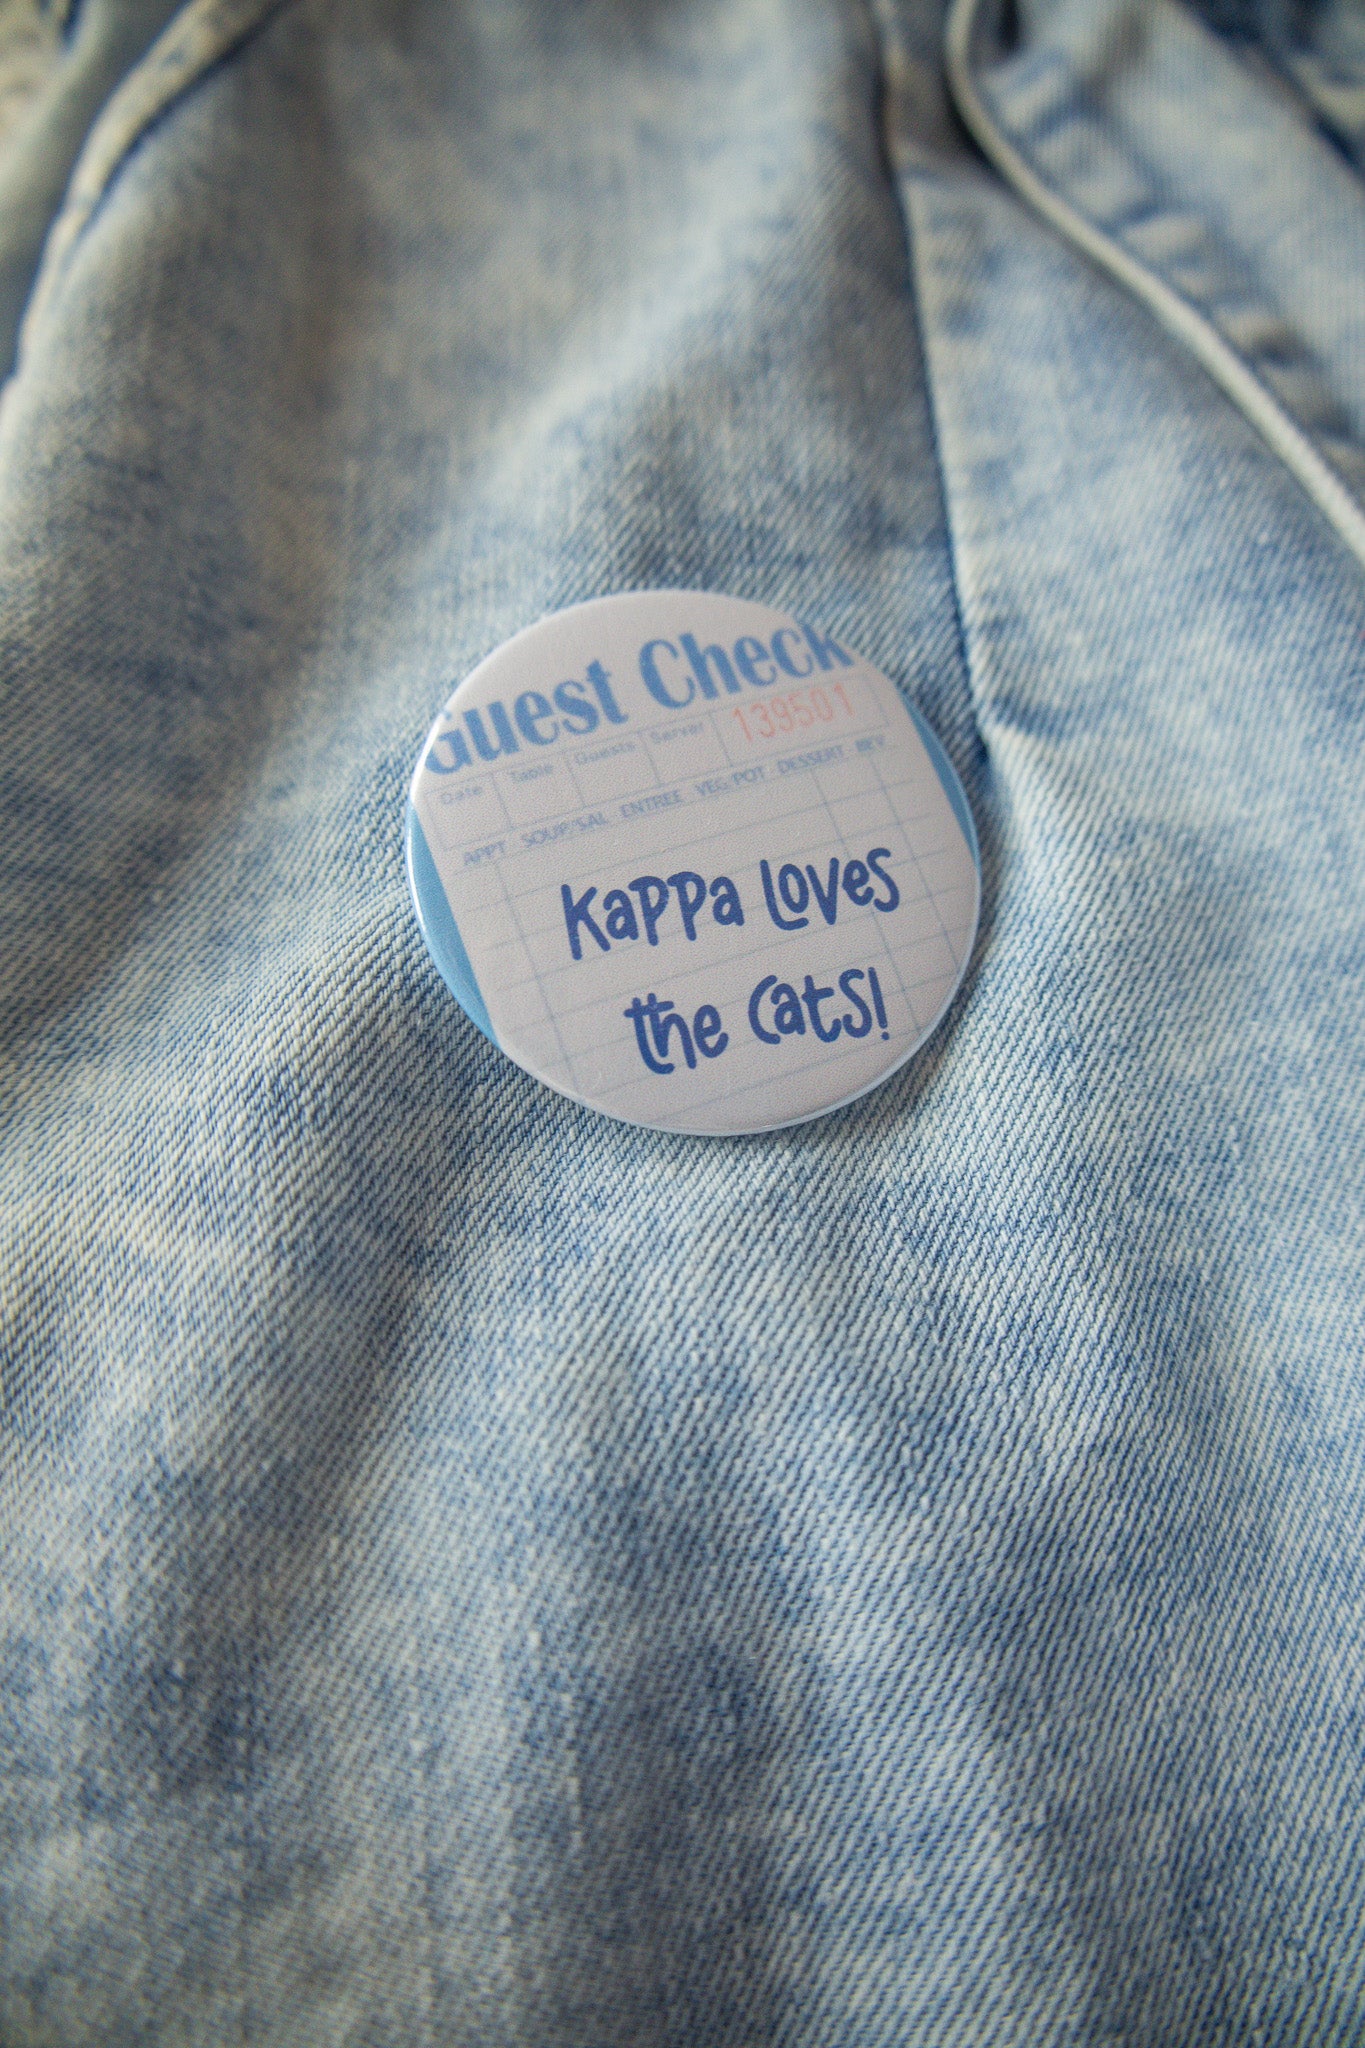 Guest Check
139501
Date Table Guests Server
APPT SOUP/SAL ENTREE VEG/POT DESSERT BEV
Kappa Loves
the Cats!